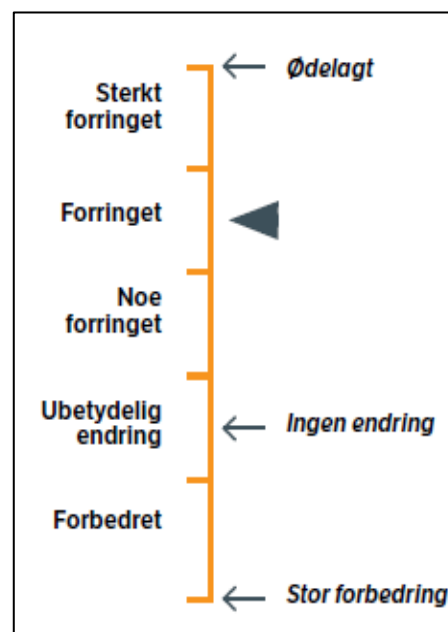 Ødelagt
Sterkt
forringet
Forringet
Noe
forringet
Ubetydelig
endring
Ingen endring
Forbedret
Stor forbedring